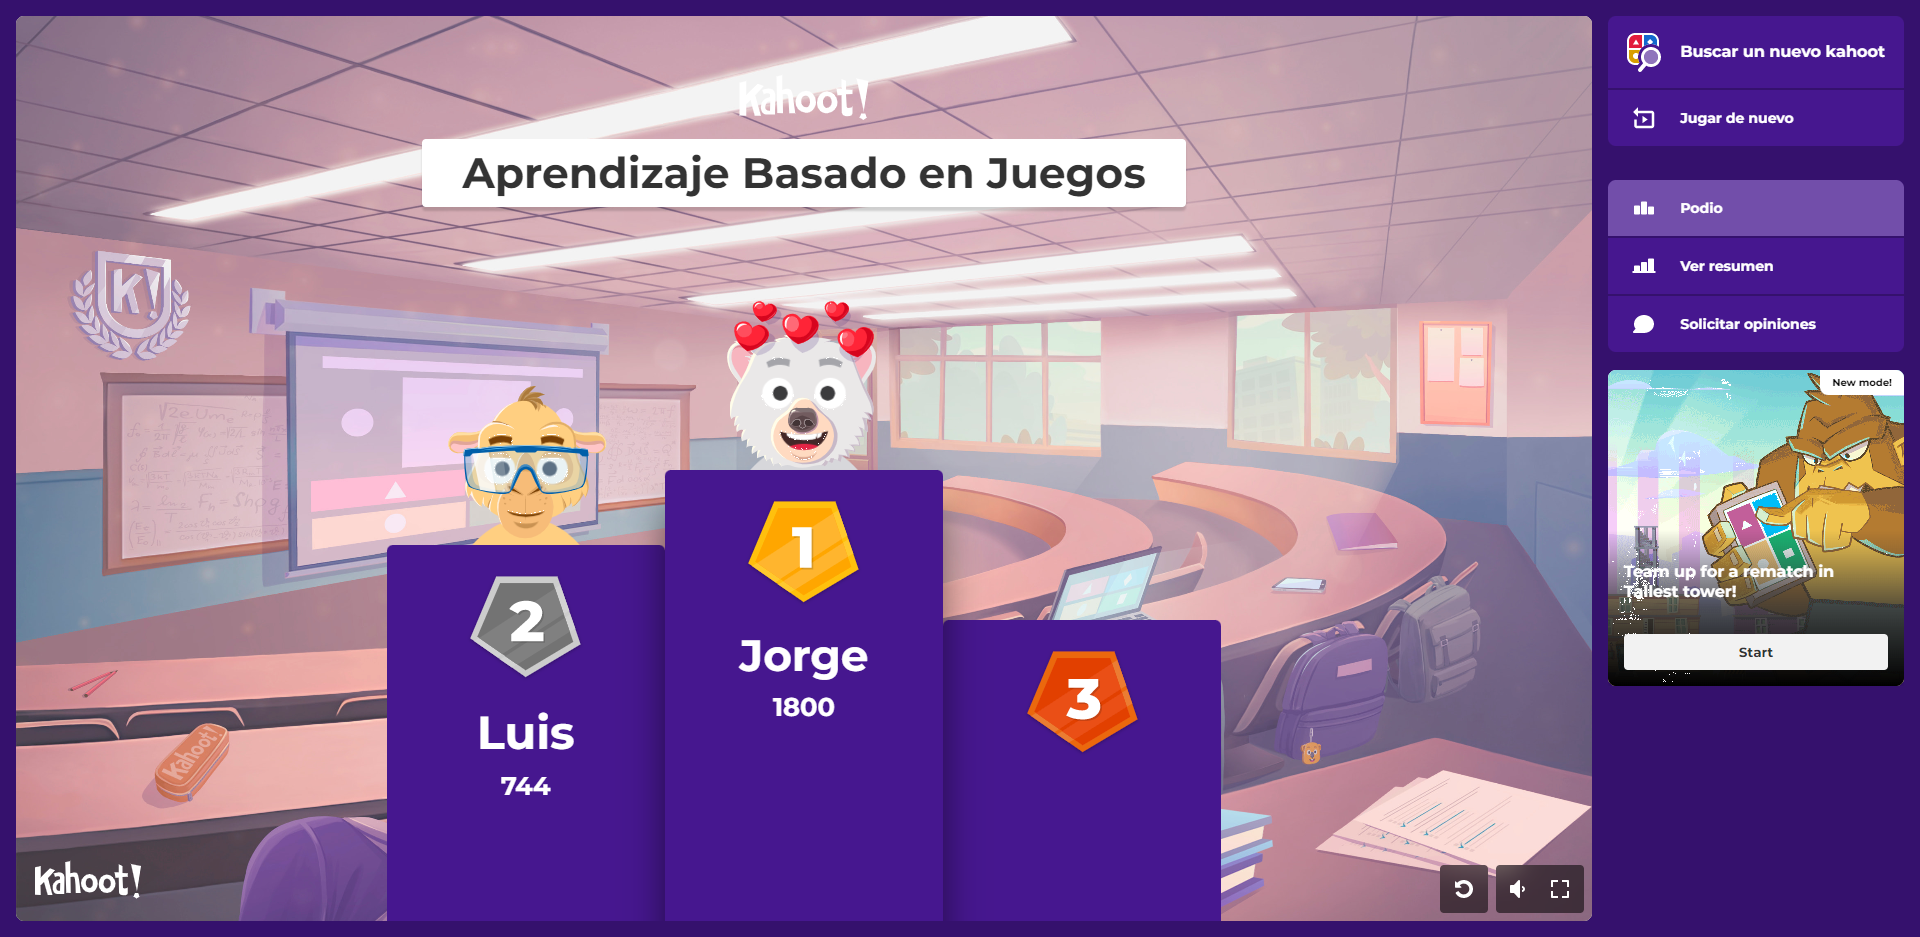 Kahoot!
Aprendizaje Basado en Juegos
K!
1
Jorge
1800
2
Luis
744
3
Kahoot!
Kahoot!
Buscar un nuevo kahoot
Jugar de nuevo
Podio
Ver resumen
Solicitar opiniones
New mode!
Team up for a rematch in
Tallest tower!
Start